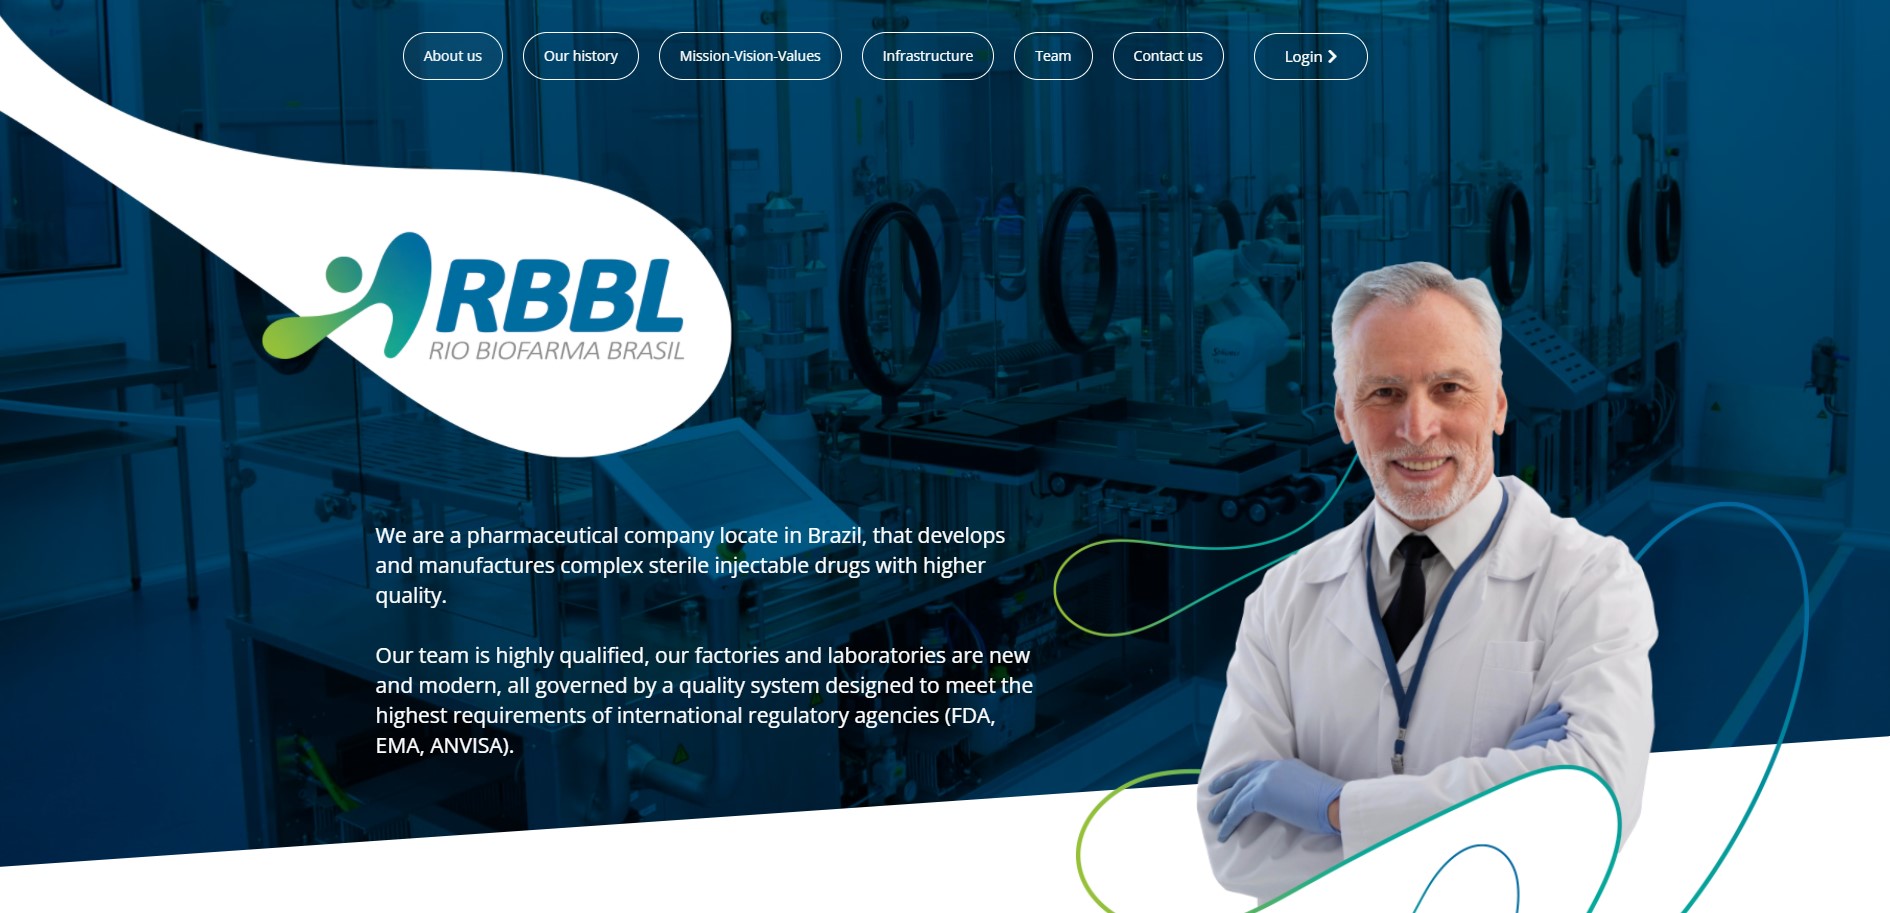 About us
Our history
Mission-Vision-Values
Infrastructure
Team
Contact us
Login
RBBL
RIO BIOFARMA BRASIL
We are a pharmaceutical company locate in Brazil, that develops
and manufactures complex sterile injectable drugs with higher
quality.
Our team is highly qualified, our factories and laboratories are new
and modern, all governed by a quality system designed to meet the
highest requirements of international regulatory agencies (FDA,
EMA, ANVISA).